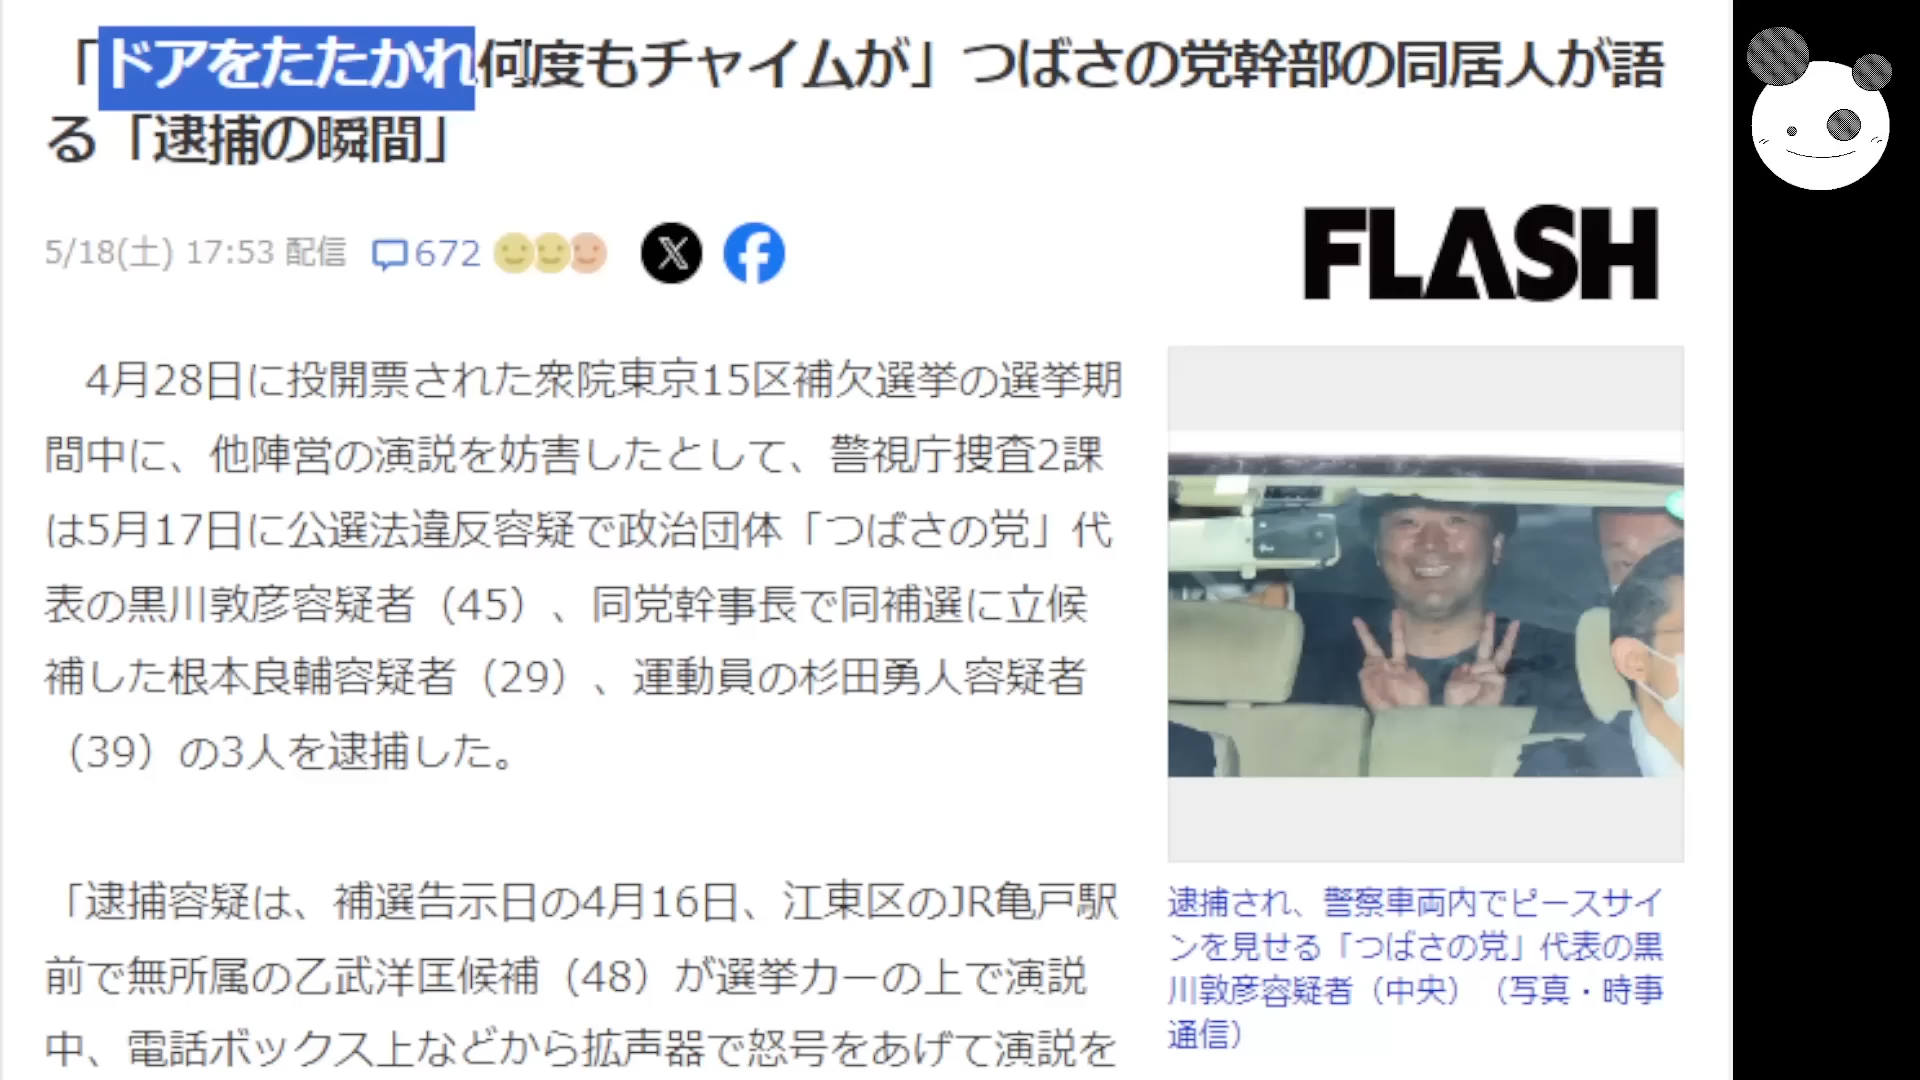 「ドアをたたかれ何度もチャイムが」つばさの党幹部の同居人が語
る「逮捕の瞬間」
5/18(土) 17:53 配信 672
FLASH
4月28日に投開票された衆院東京15区補欠選挙の選挙期
間中に、他陣営の演説を妨害したとして、警視庁捜査2課
は5月17日に公選法違反容疑で政治団体「つばさの党」代
表の黒川敦彦容疑者（45）、同党幹事長で同補選に立候
補した根本良輔容疑者（29）、運動員の杉田勇人容疑者
（39）の3人を逮捕した。
「逮捕容疑は、補選告示日の4月16日、江東区のJR亀戸駅
前で無所属の乙武洋匡候補（48）が選挙カーの上で演説
中、電話ボックス上などから拡声器で怒号をあげて演説を
逮捕され、警察車両内でピースサイ
ンを見せる「つばさの党」代表の黒
川敦彦容疑者（中央）（写真・時事
通信）